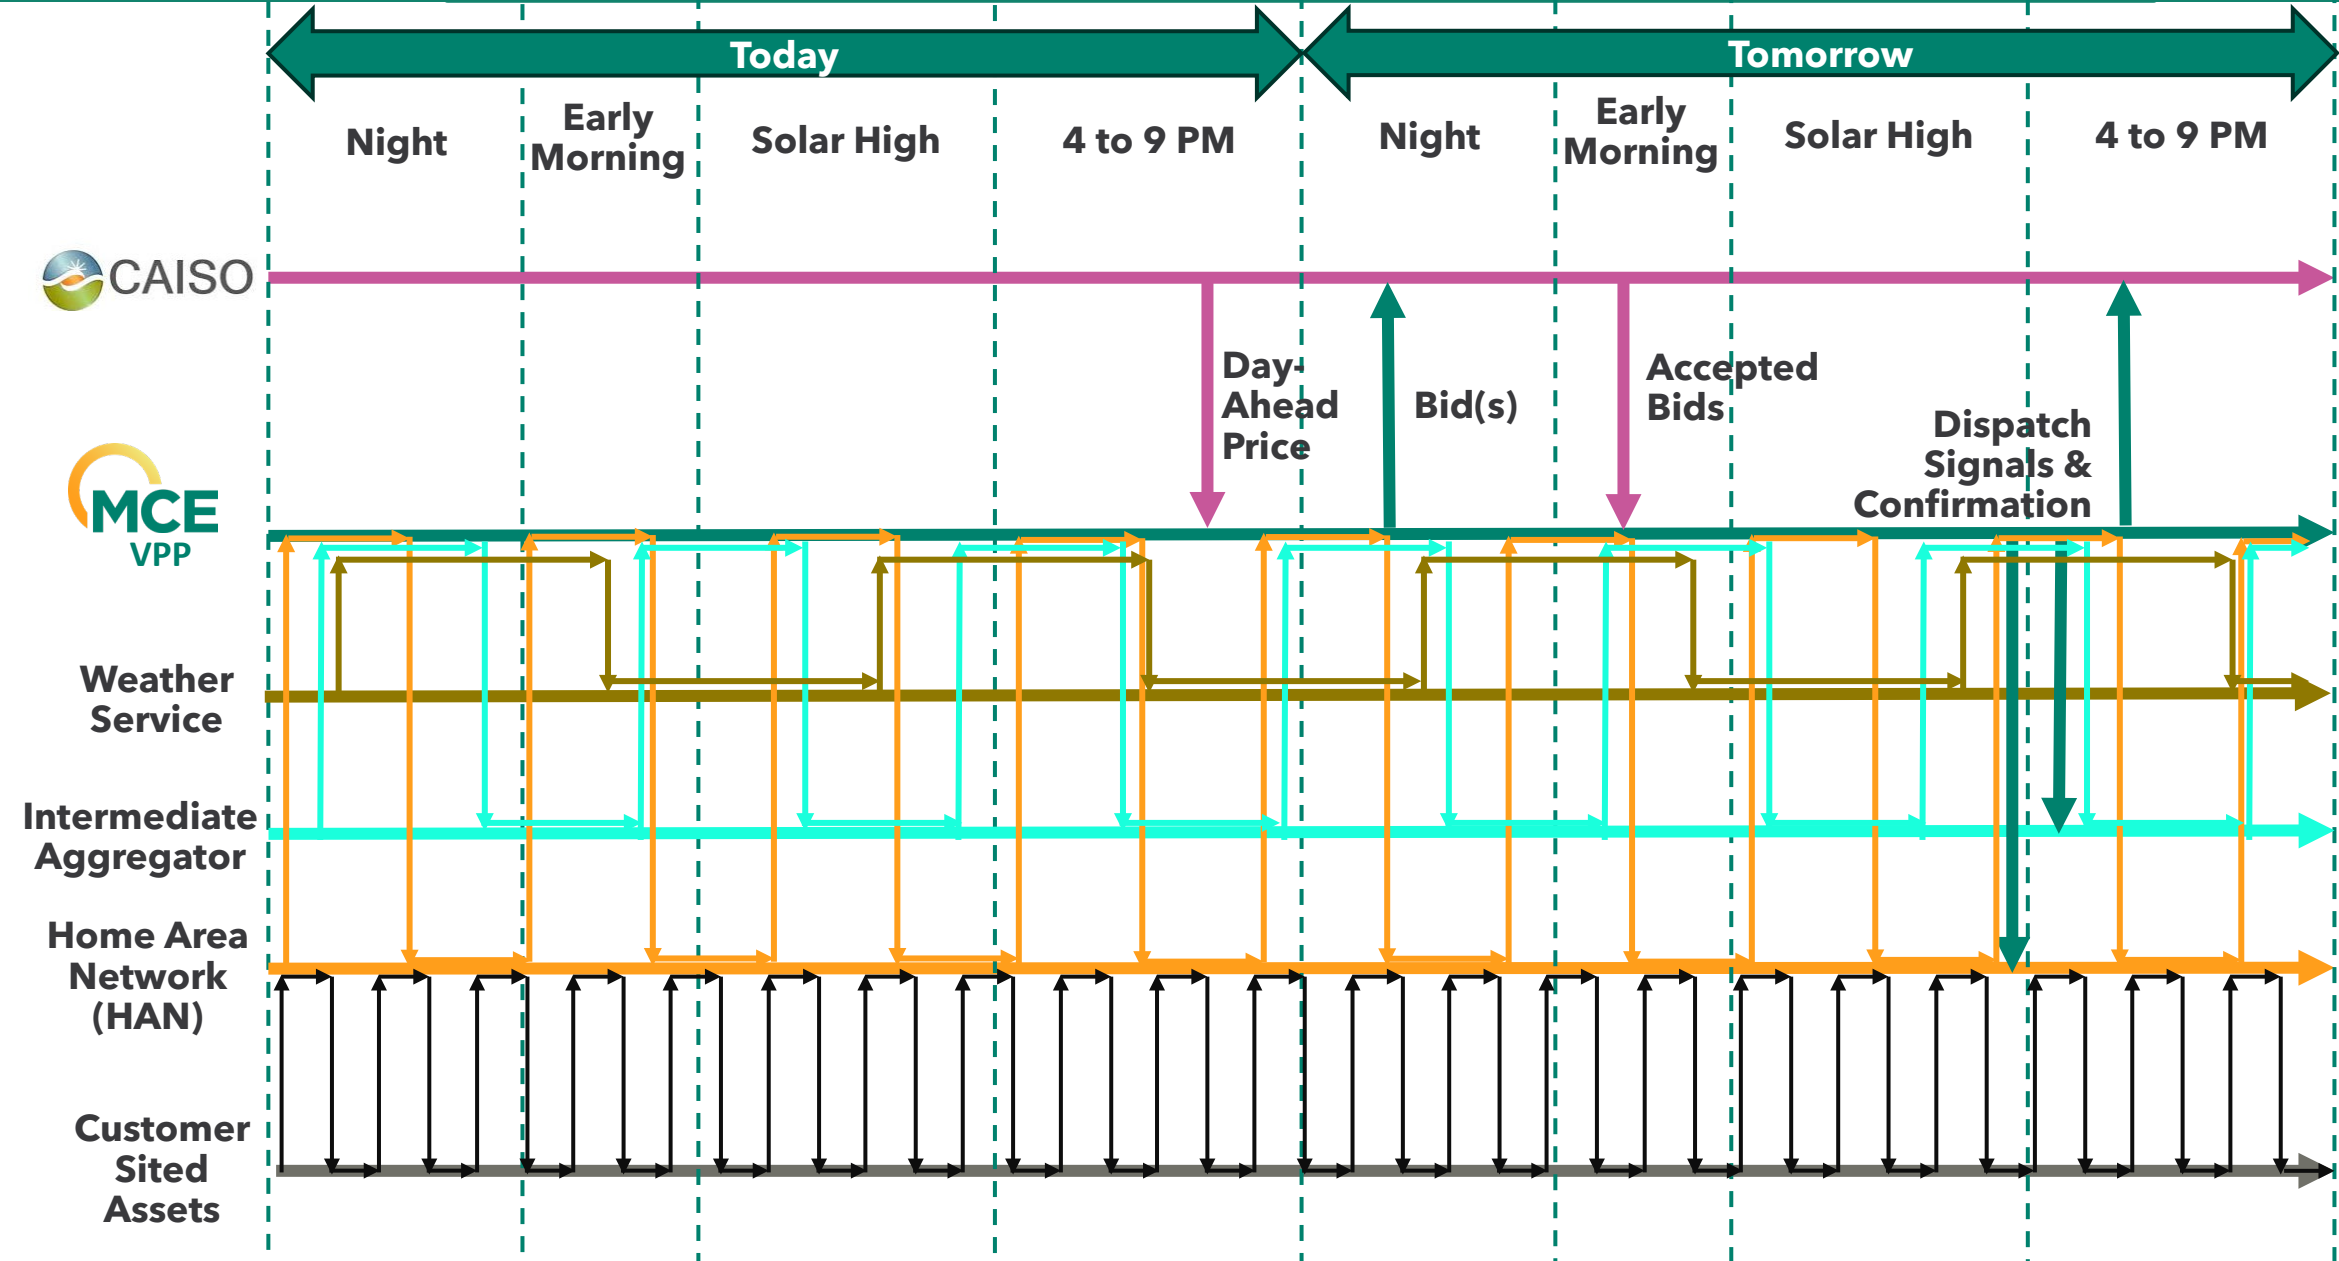 Today
Tomorrow
Night
Early
Morning
Solar High
4 to 9 PM
Night
Early
Morning
Solar High
4 to 9 PM
CAISO
Day-
Ahead
Price
Bid(s)
Accepted
Bids
Dispatch
Signals &
Confirmation
MCE
VPP
Weather
Service
Intermediate
Aggregator
Home Area
Network
(HAN)
Customer
Sited
Assets